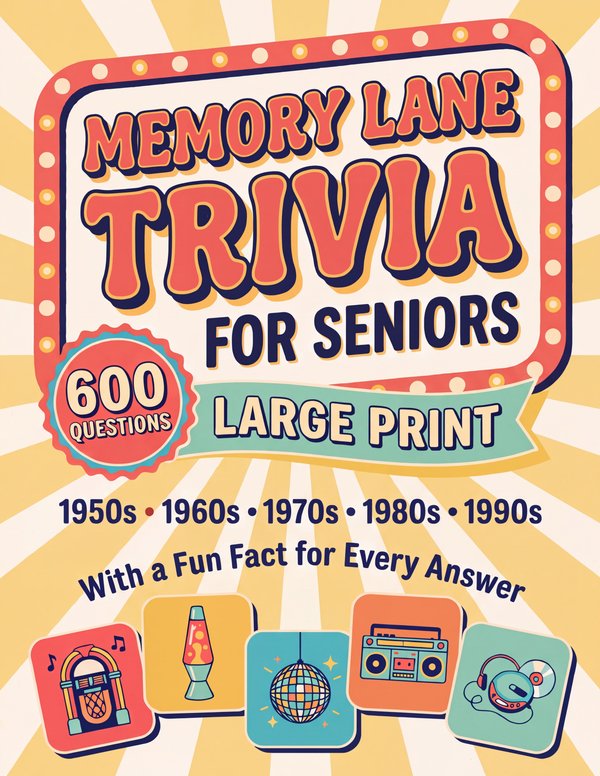 MEMORY LANE
TRIVIA
FOR SENIORS
600
QUESTIONS
LARGE PRINT
1950s • 1960s • 1970s • 1980s • 1990s
With a Fun Fact for Every Answer